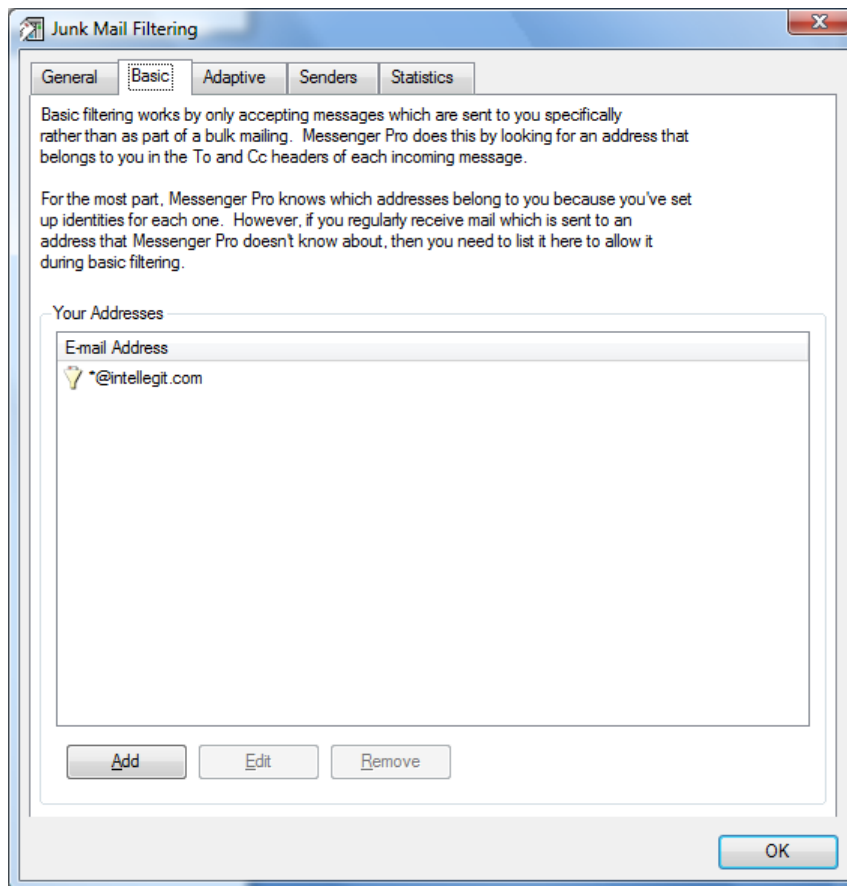 Junk Mail Filtering
General Basic Adaptive Senders Statistics
Basic filtering works by only accepting messages which are sent to you specifically
rather than as part of a bulk mailing. Messenger Pro does this by looking for an address that
belongs to you in the To and Cc headers of each incoming message.
For the most part, Messenger Pro knows which addresses belong to you because you've set
up identities for each one. However, if you regularly receive mail which is sent to an
address that Messenger Pro doesn't know about, then you need to list it here to allow it
during basic filtering.
Your Addresses
E-mail Address
*@intellegit.com
Add Edit Remove
OK